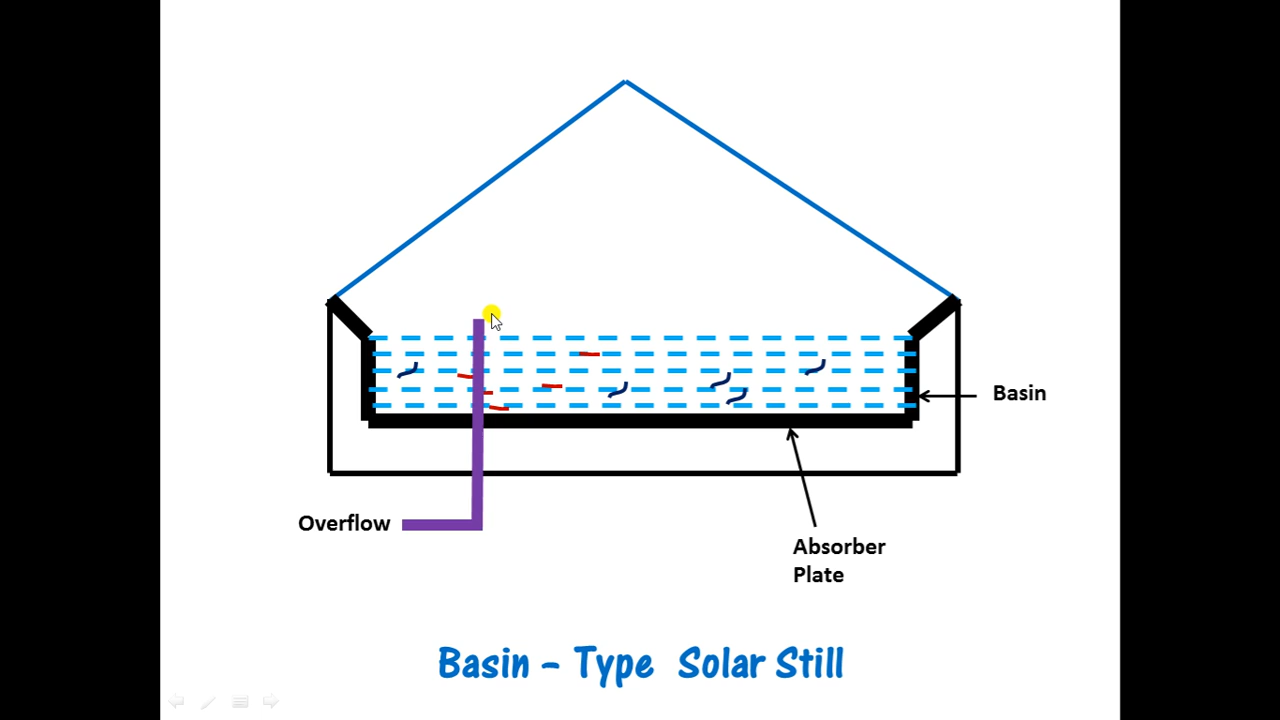 Basin
Overflow
Absorber
Plate
Basin – Type Solar Still